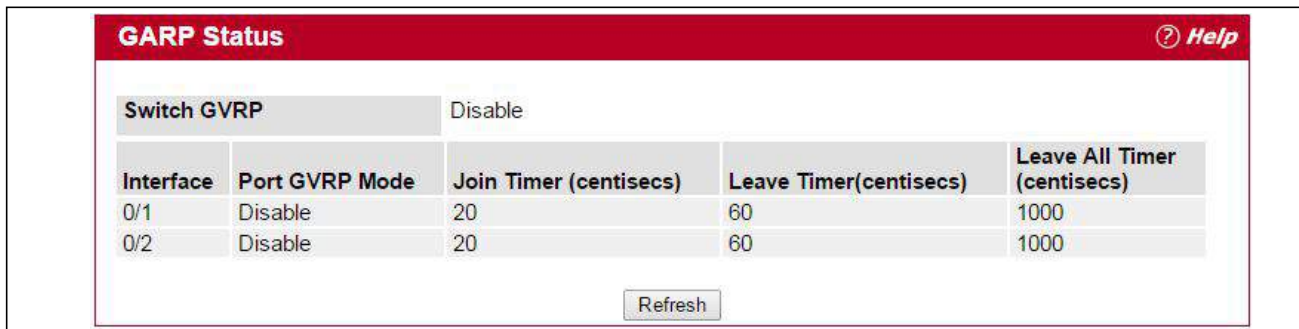 GARP Status
? Help
Switch GVRP Disable
Interface Port GVRP Mode Join Timer (centisecs) Leave Timer(centisecs) Leave All Timer (centisecs)
0/1 Disable 20 60 1000
0/2 Disable 20 60 1000
Refresh